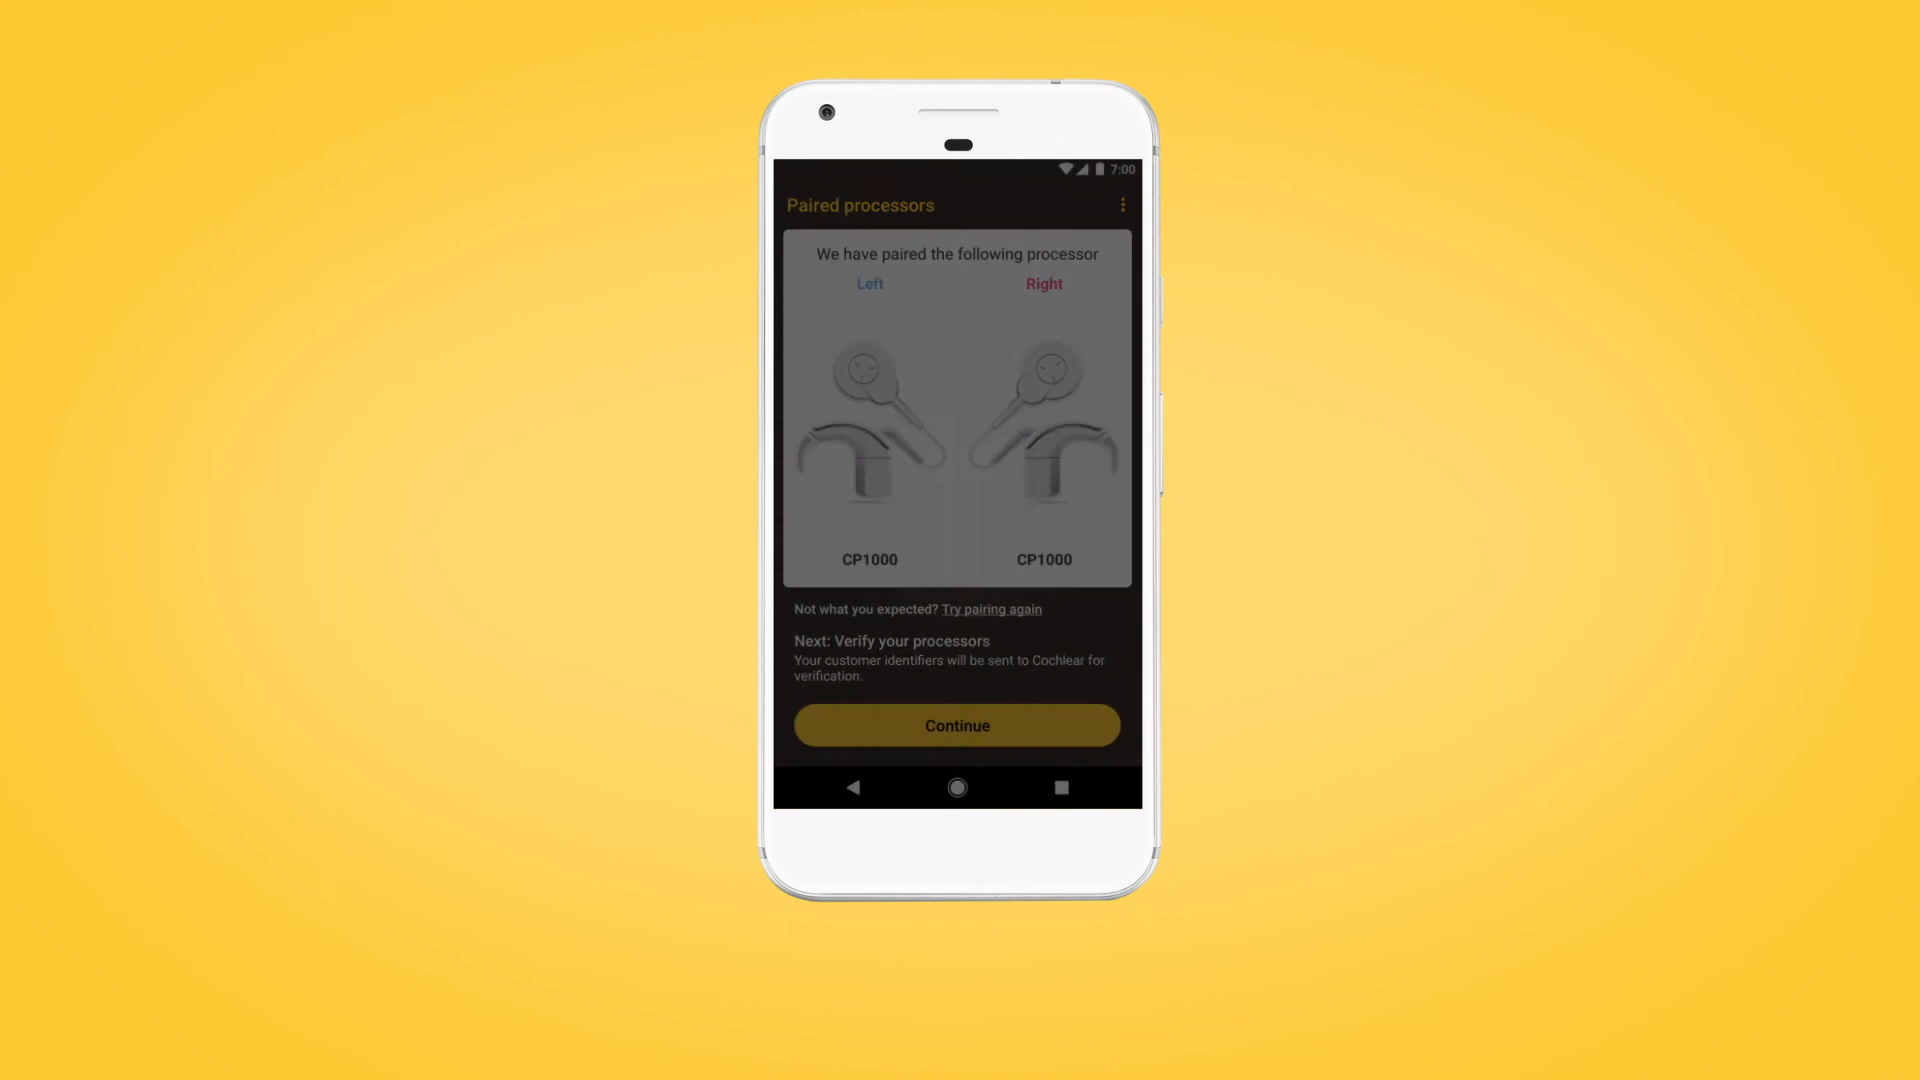 7:00
Paired processors
We have paired the following processor
Left
Right
CP1000
CP1000
Not what you expected? Try pairing again
Next: Verify your processors
Your customer identifiers will be sent to Cochlear for
verification.
Continue